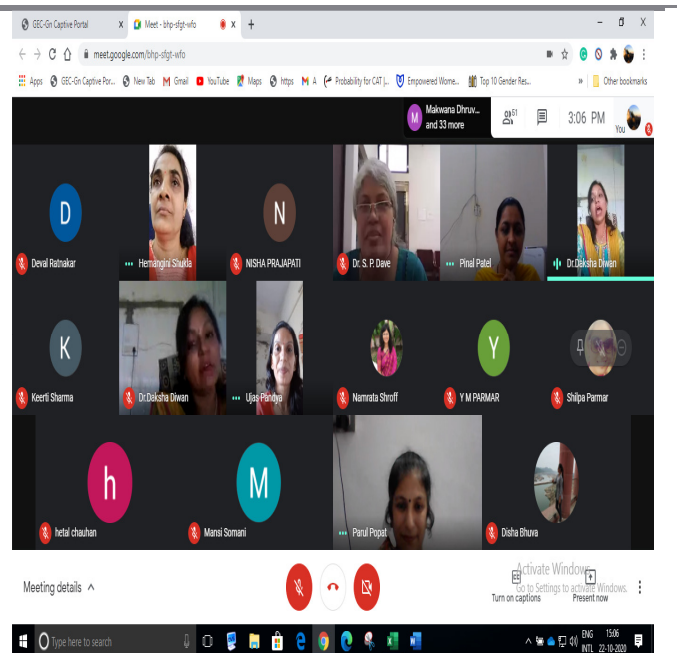 GEC-Gn Captive Portal
Meet - bhp-sfgt-wfo
meet.google.com/bhp-sfgt-wfo
Apps GEC-Gn Captive Por... New Tab Gmail YouTube Maps https M A Probability for CAT |... Empowered Wome... Top 10 Gender Res... » Other bookmarks
M Makwana Dhruv... and 33 more 51 3:06 PM You
D N
Deval Ratnakar Hemangini Shukla NISHA PRAJAPATI Dr. S. P. Dave Pinal Patel Dr.Daksha Diwan
K Y
Keerti Sharma Dr.Daksha Diwan Ujas Pandya Namrata Shroff Y M PARMAR Shilpa Parmar
h M
hetal chauhan Mansi Somani Parul Popat Disha Bhuva
Activate Windows
Go to Settings to activate Windows.
Meeting details Turn on captions Present now
Type here to search ENG 15:06
INTL 22-10-2020